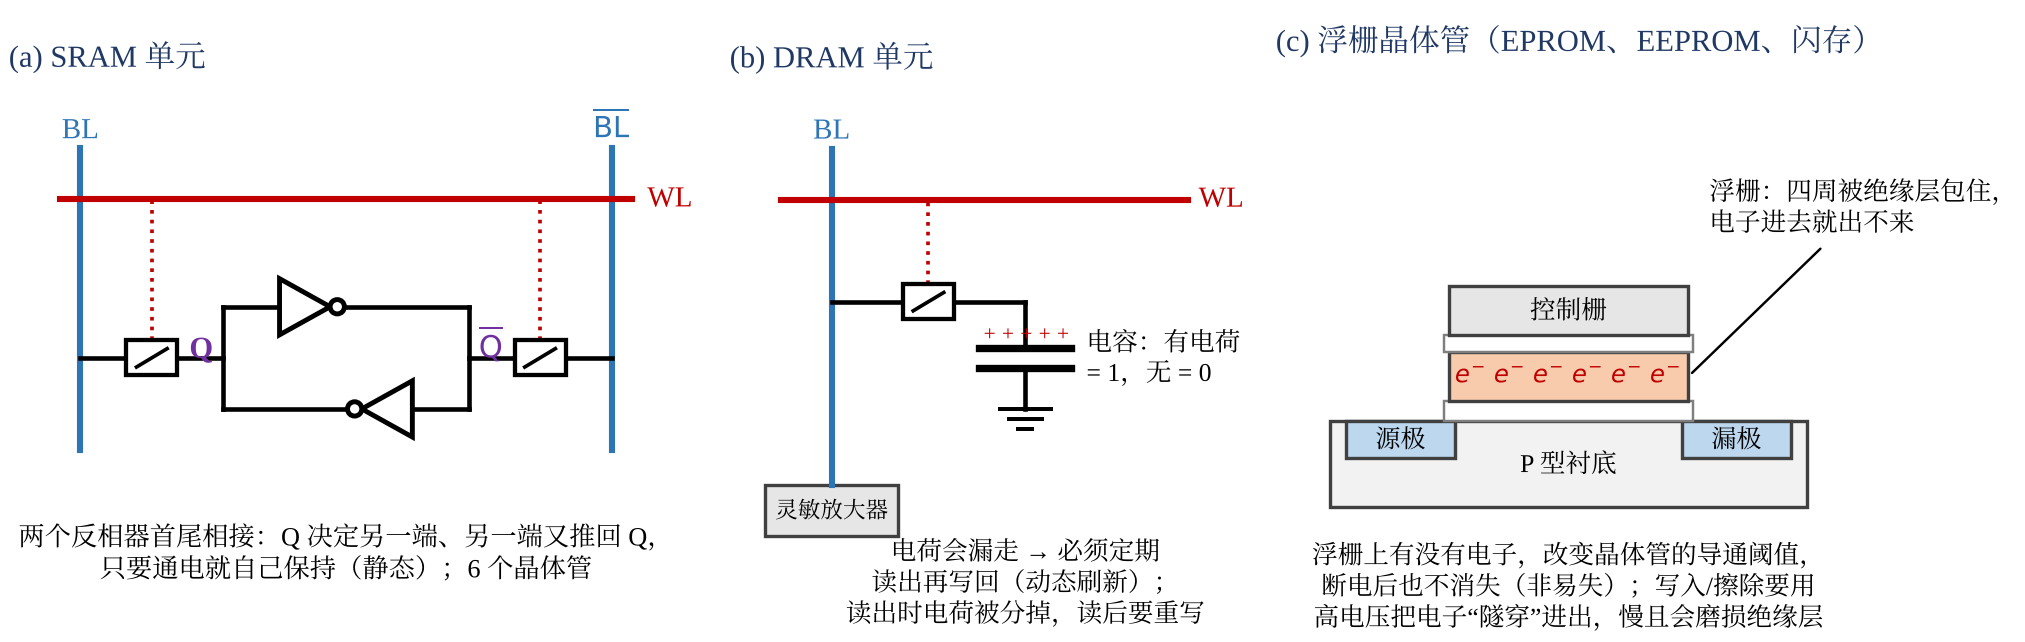 (a) SRAM 单元
BL
B̅L̅
WL
Q
Q̅
两个反相器首尾相接：Q 决定另一端、另一端又推回 Q，
只要通电就自己保持（静态）；6 个晶体管
(b) DRAM 单元
BL
WL
+ + + + +
电容：有电荷
= 1，无 = 0
灵敏放大器
电荷会漏走 → 必须定期
读出再写回（动态刷新）；
读出时电荷被分掉，读后要重写
(c) 浮栅晶体管（EPROM、EEPROM、闪存）
浮栅：四周被绝缘层包住，
电子进去就出不来
控制栅
e⁻ e⁻ e⁻ e⁻ e⁻ e⁻
源极
漏极
P 型衬底
浮栅上有没有电子，改变晶体管的导通阈值，
断电后也不消失（非易失）；写入/擦除要用
高电压把电子“隧穿”进出，慢且会磨损绝缘层